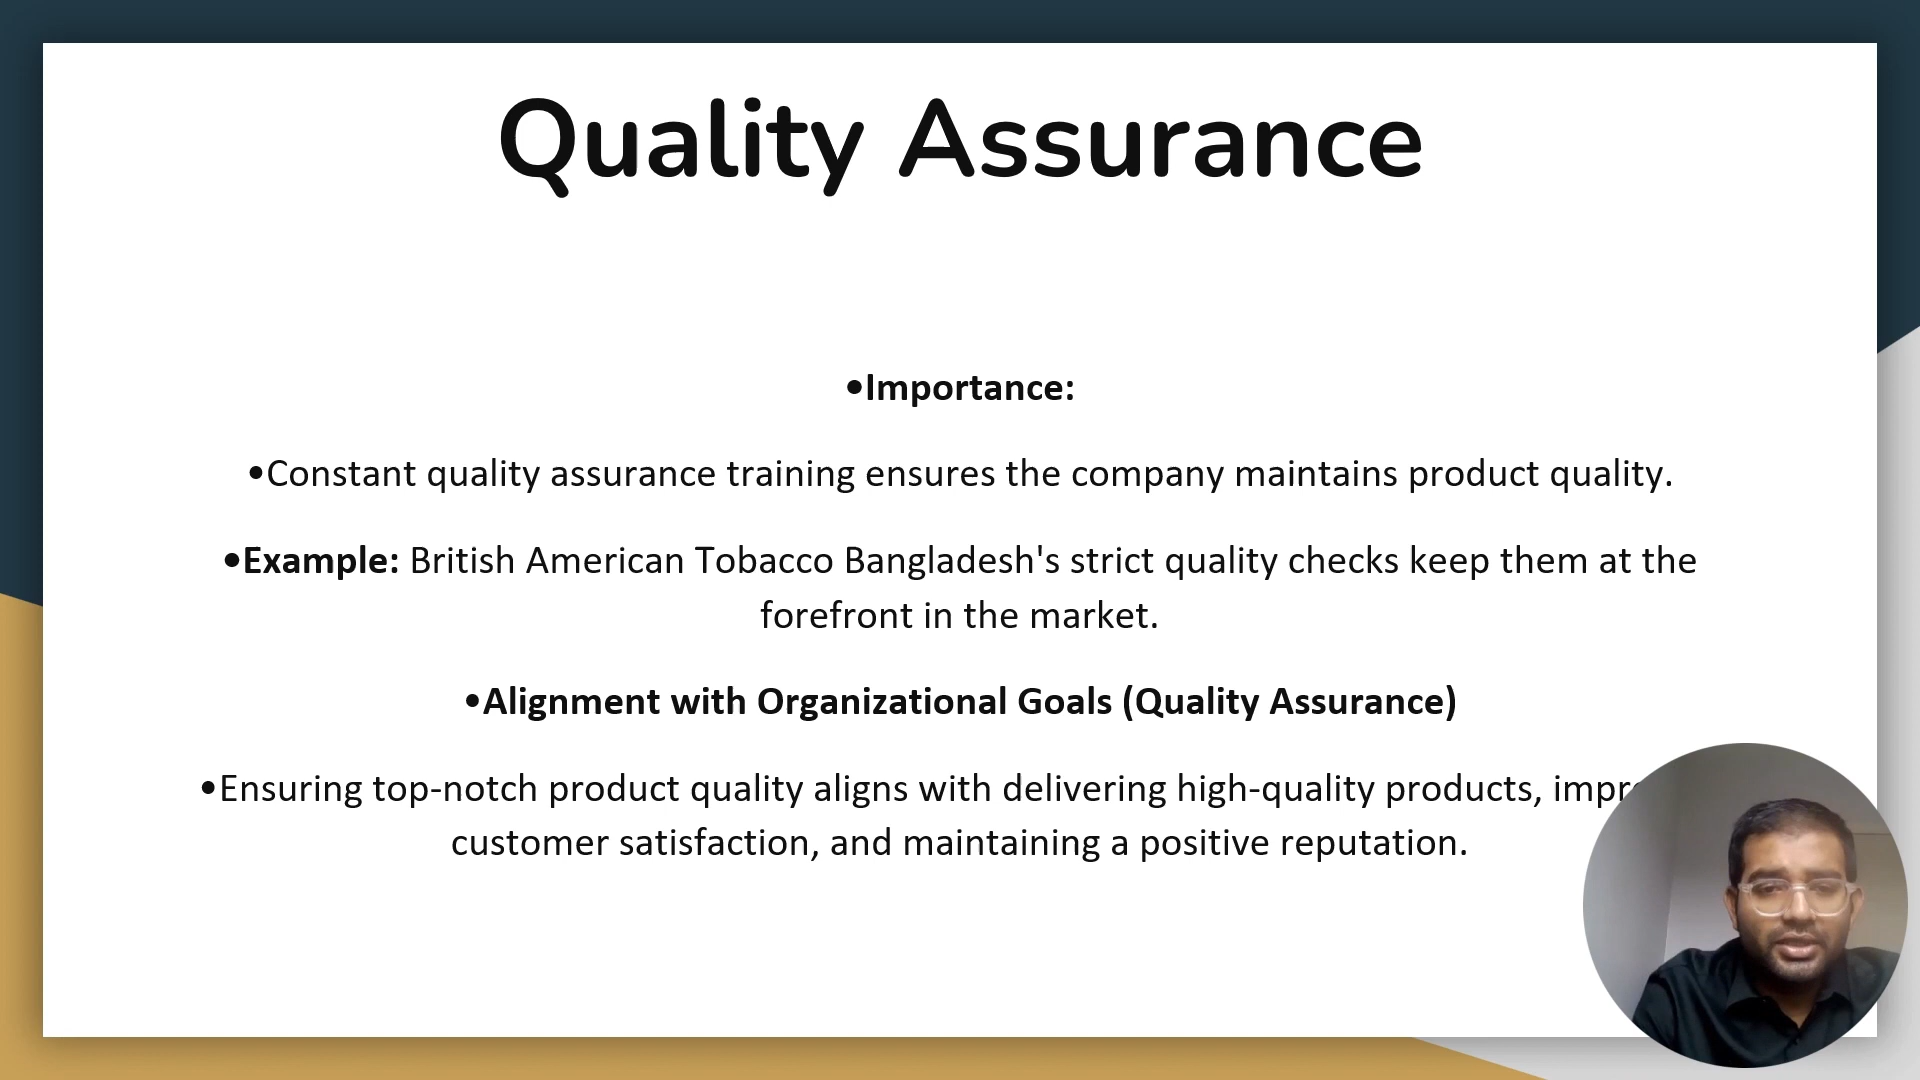 Quality Assurance
•Importance:
•Constant quality assurance training ensures the company maintains product quality.
•Example: British American Tobacco Bangladesh's strict quality checks keep them at the
forefront in the market.
•Alignment with Organizational Goals (Quality Assurance)
•Ensuring top-notch product quality aligns with delivering high-quality products,
customer satisfaction, and maintaining a positive reputation.